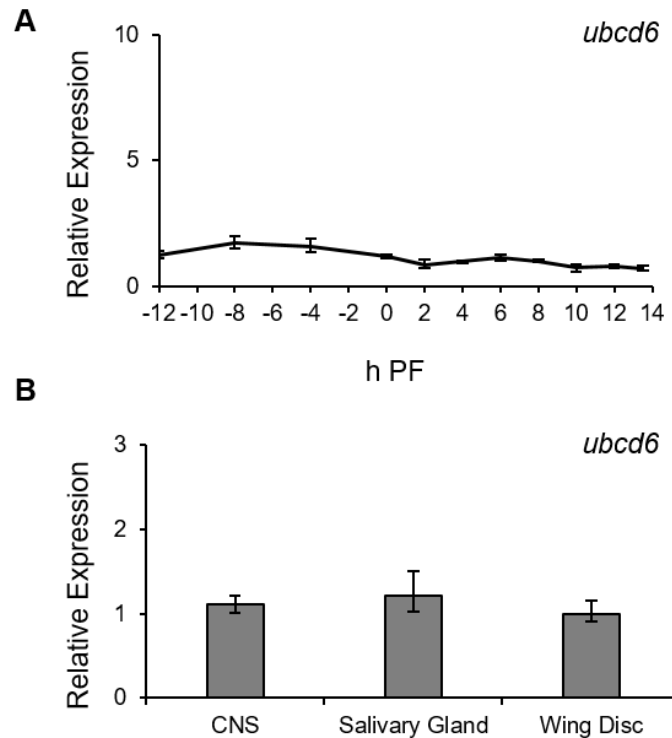 A
ubcd6
Relative Expression
10
5
0
-12 -10 -8 -6 -4 -2 0 2 4 6 8 10 12 14
h PF
B
ubcd6
Relative Expression
3
2
1
0
CNS Salivary Gland Wing Disc